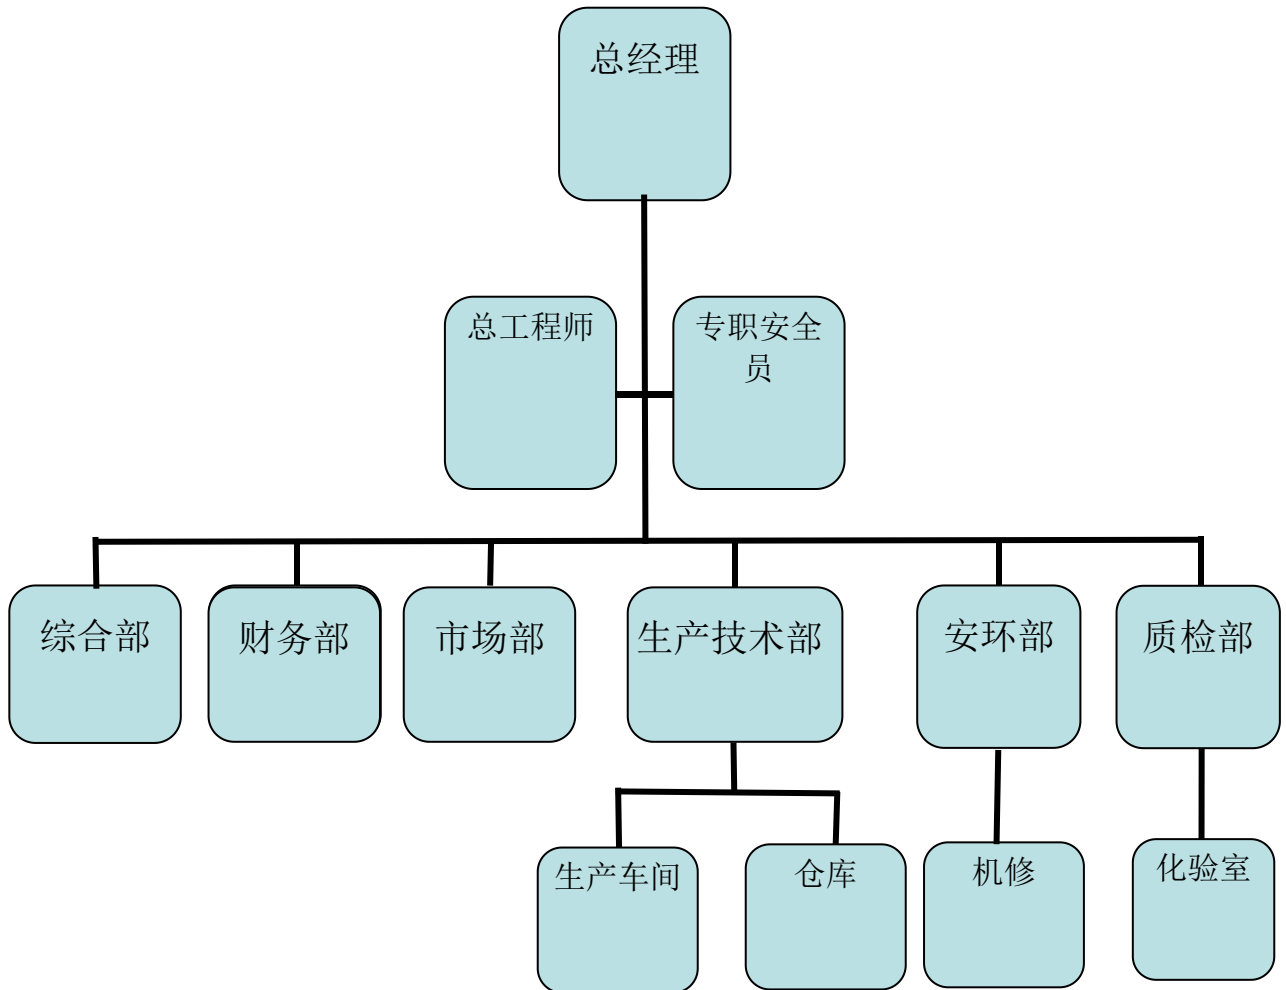 总经理
总工程师
专职安全
员
综合部
财务部
市场部
生产技术部
安环部
质检部
生产车间
仓库
机修
化验室